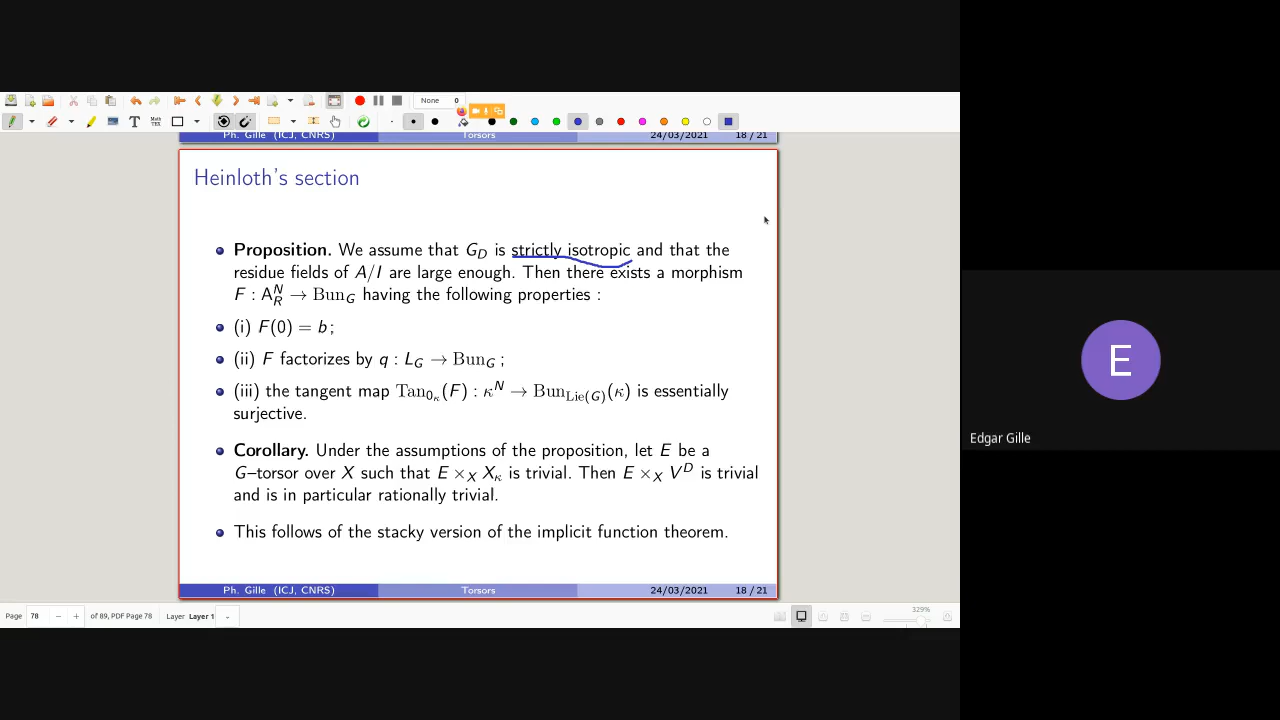 None 0
T Math TEX
Ph. Gille (ICJ, CNRS) Torsors 24/03/2021 18 / 21
Heinloth's section
Proposition. We assume that G_D is strictly isotropic and that the
residue fields of A/I are large enough. Then there exists a morphism
F : A_R^N → Bun_G having the following properties :
(i) F(0) = b ;
(ii) F factorizes by q : L_G → Bun_G ;
(iii) the tangent map Tan_{0_κ}(F) : κ^N → Bun_{Lie(G)}(κ) is essentially
surjective.
Corollary. Under the assumptions of the proposition, let E be a
G–torsor over X such that E ×_X X_κ is trivial. Then E ×_X V^D is trivial
and is in particular rationally trivial.
This follows of the stacky version of the implicit function theorem.
Ph. Gille (ICJ, CNRS) Torsors 24/03/2021 18 / 21
Page 78 − + of 89, PDF Page 78 Layer Layer 1 329%
E
Edgar Gille